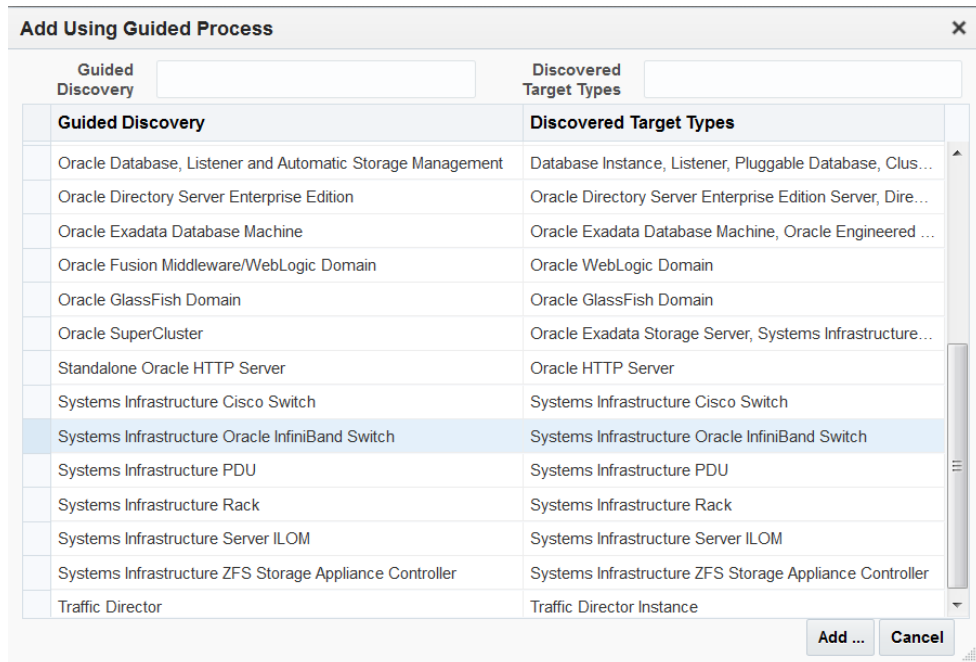 Add Using Guided Process
Guided Discovery
Discovered Target Types
Guided Discovery Discovered Target Types
Oracle Database, Listener and Automatic Storage Management Database Instance, Listener, Pluggable Database, Clus...
Oracle Directory Server Enterprise Edition Oracle Directory Server Enterprise Edition Server, Dire...
Oracle Exadata Database Machine Oracle Exadata Database Machine, Oracle Engineered ...
Oracle Fusion Middleware/WebLogic Domain Oracle WebLogic Domain
Oracle GlassFish Domain Oracle GlassFish Domain
Oracle SuperCluster Oracle Exadata Storage Server, Systems Infrastructure...
Standalone Oracle HTTP Server Oracle HTTP Server
Systems Infrastructure Cisco Switch Systems Infrastructure Cisco Switch
Systems Infrastructure Oracle InfiniBand Switch Systems Infrastructure Oracle InfiniBand Switch
Systems Infrastructure PDU Systems Infrastructure PDU
Systems Infrastructure Rack Systems Infrastructure Rack
Systems Infrastructure Server ILOM Systems Infrastructure Server ILOM
Systems Infrastructure ZFS Storage Appliance Controller Systems Infrastructure ZFS Storage Appliance Controller
Traffic Director Traffic Director Instance
Add ... Cancel